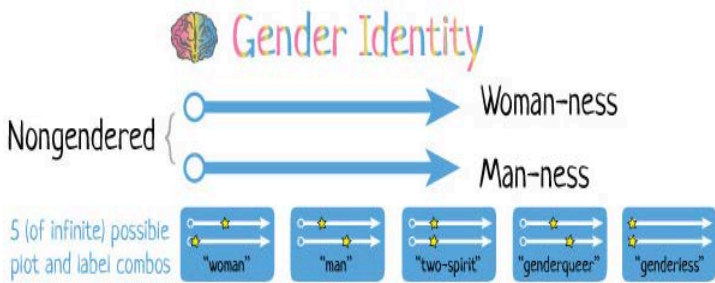 Gender Identity
Woman-ness
Nongendered
Man-ness
5 (of infinite) possible
plot and label combos
"woman"
"man"
"two-spirit"
"genderqueer"
"genderless"